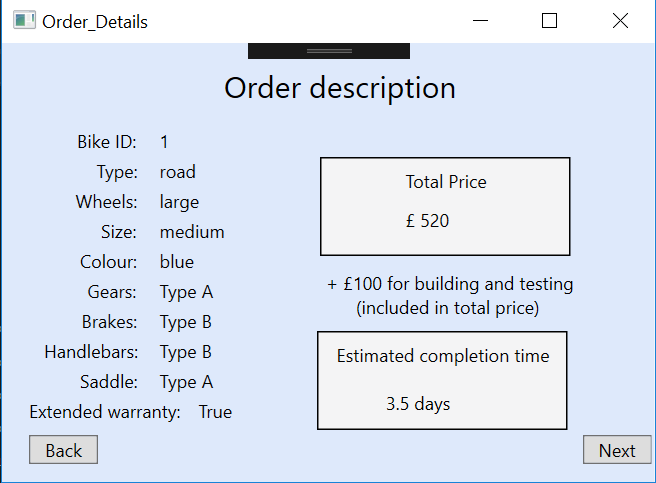 Order_Details
Order description
Bike ID: 1
Type: road
Wheels: large
Size: medium
Colour: blue
Gears: Type A
Brakes: Type B
Handlebars: Type B
Saddle: Type A
Extended warranty: True
Total Price
£ 520
+ £100 for building and testing
(included in total price)
Estimated completion time
3.5 days
Back
Next